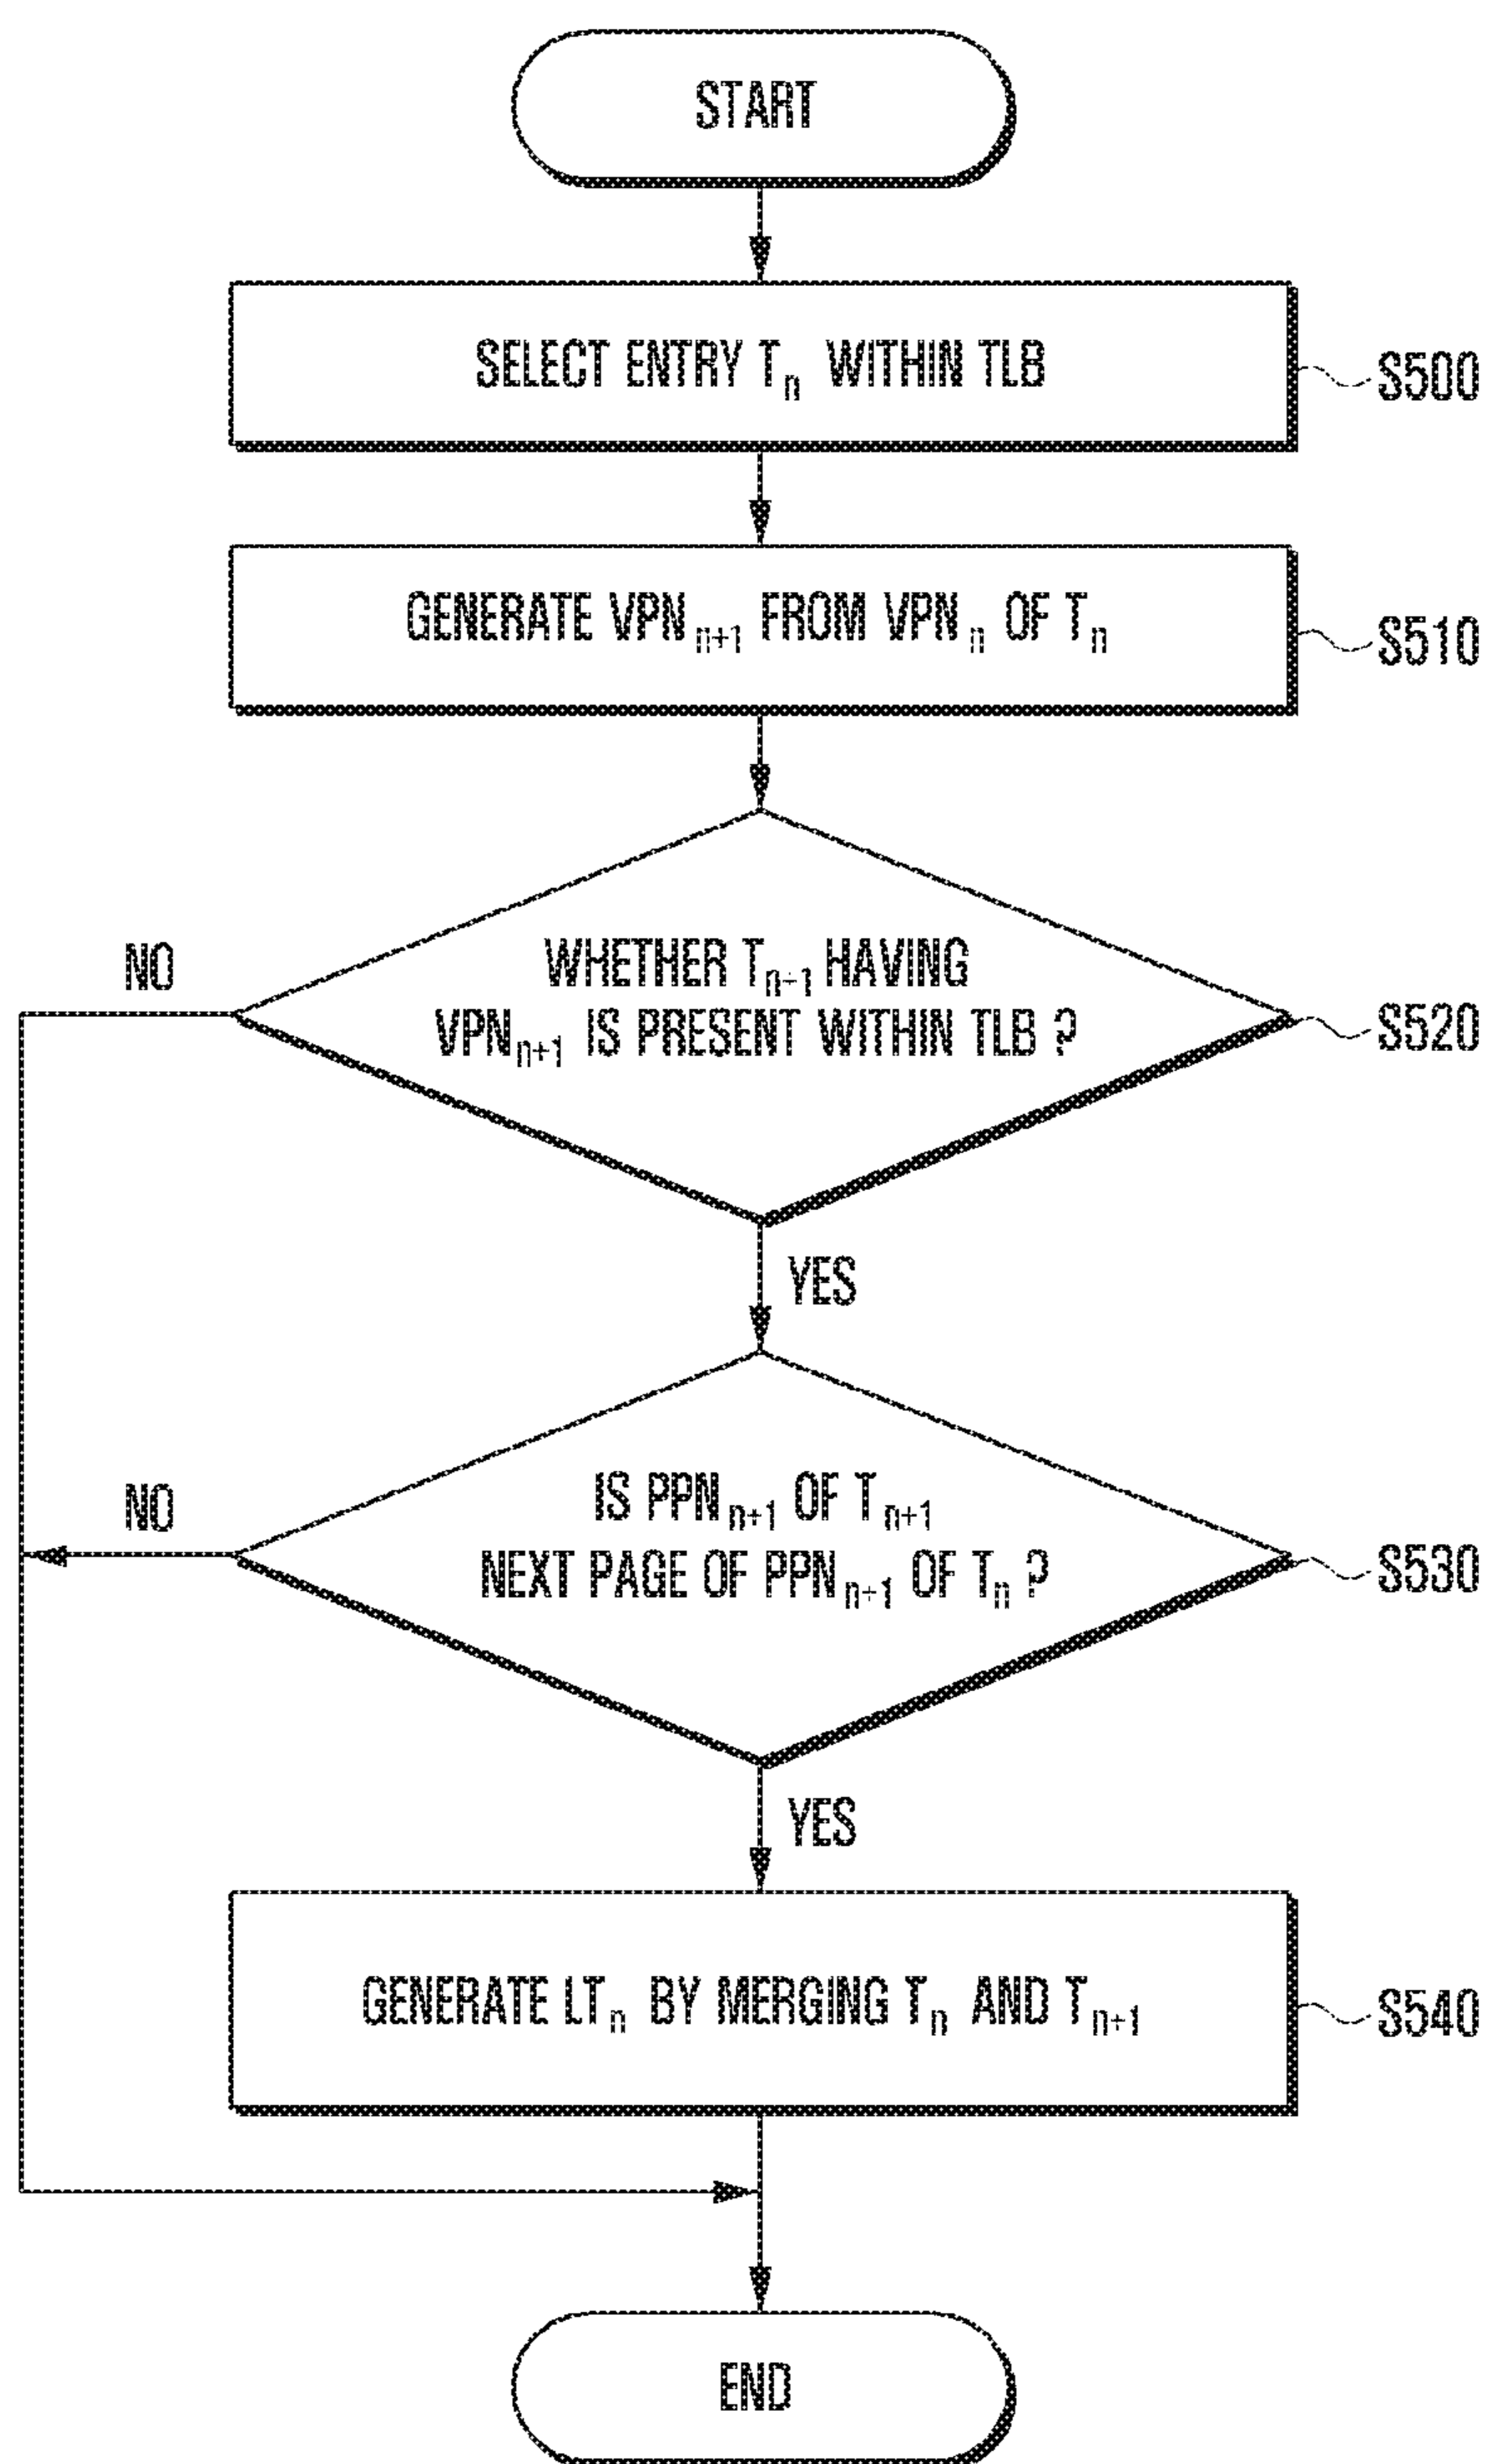 START
SELECT ENTRY Tₙ WITHIN TLB
S500
GENERATE VPNₙ₊₁ FROM VPNₙ OF Tₙ
S510
WHETHER Tₙ₊₁ HAVING
VPNₙ₊₁ IS PRESENT WITHIN TLB ?
S520
NO
YES
IS PPNₙ₊₁ OF Tₙ₊₁
NEXT PAGE OF PPNₙ₊₁ OF Tₙ ?
S530
NO
YES
GENERATE LTₙ BY MERGING Tₙ AND Tₙ₊₁
S540
END